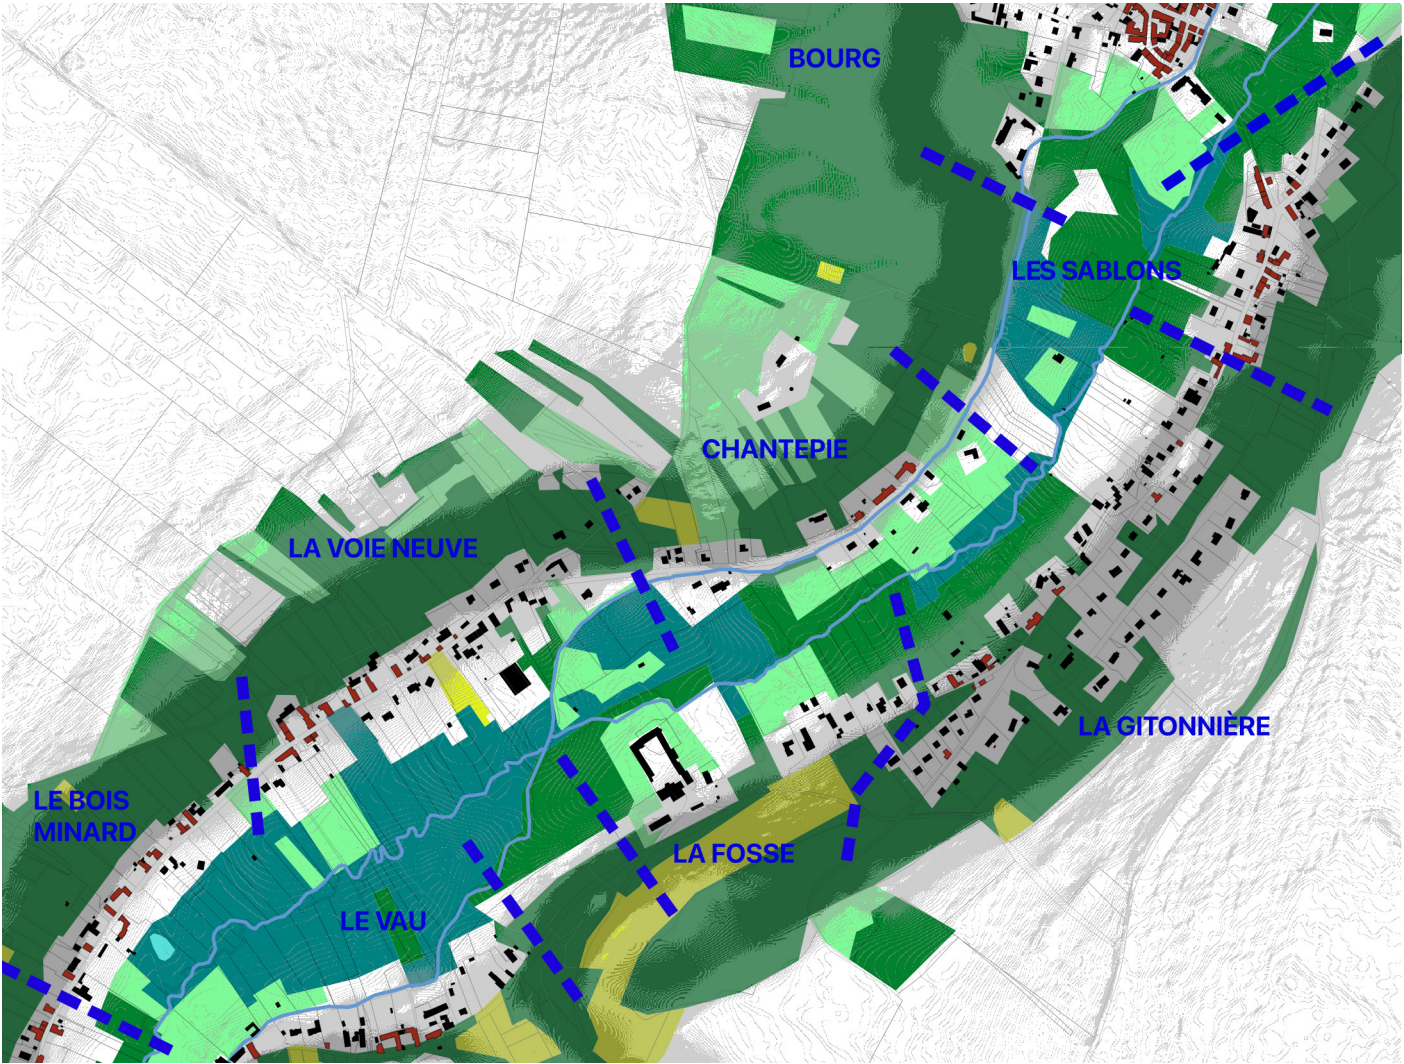 BOURG
LES SABLONS
CHANTEPIE
LA VOIE NEUVE
LA GITONNIÈRE
LE BOIS
MINARD
LA FOSSE
LE VAU